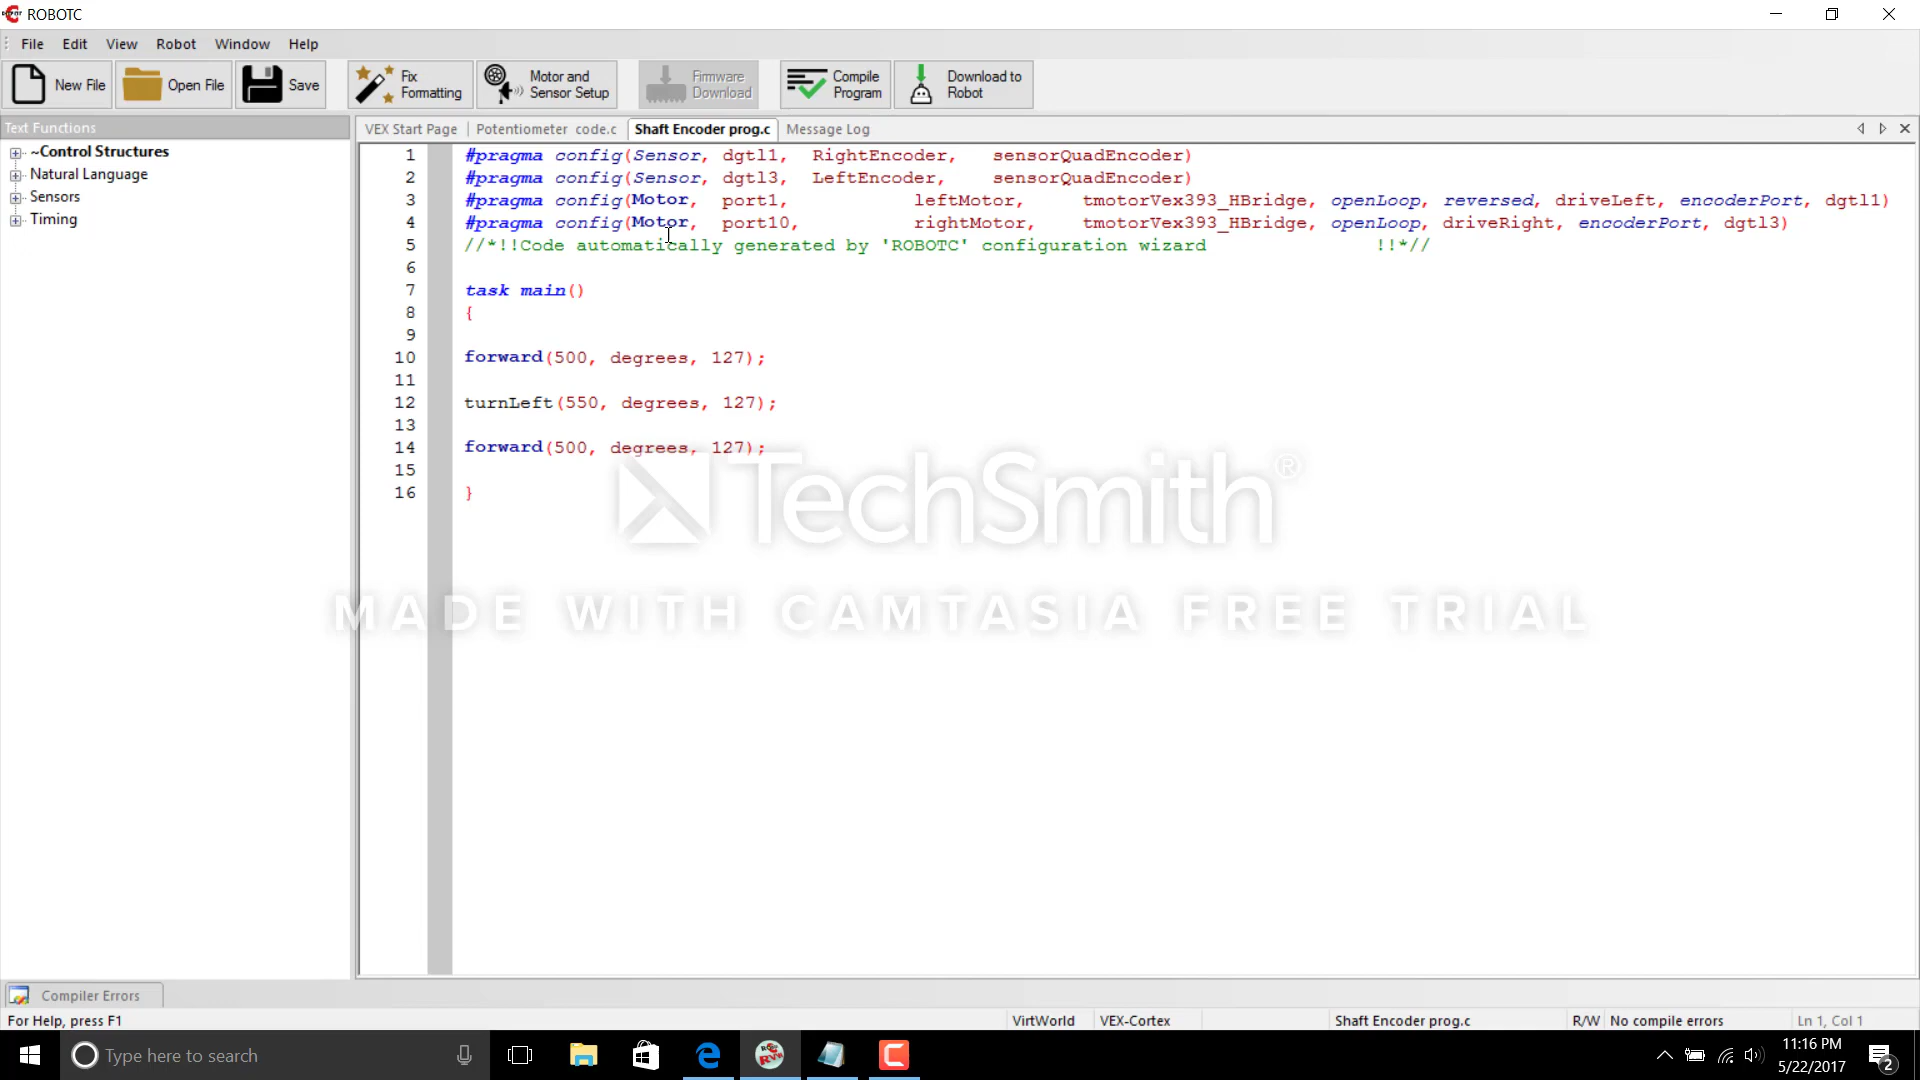 ROBOTC
File Edit View Robot Window Help
New File Open File Save Fix Formatting Motor and Sensor Setup Firmware Download Compile Program Download to Robot
Text Functions
~Control Structures
Natural Language
Sensors
Timing
VEX Start Page Potentiometer code.c Shaft Encoder prog.c Message Log
1 #pragma config(Sensor, dgtl1, RightEncoder, sensorQuadEncoder)
2 #pragma config(Sensor, dgtl3, LeftEncoder, sensorQuadEncoder)
3 #pragma config(Motor, port1, leftMotor, tmotorVex393_HBridge, openLoop, reversed, driveLeft, encoderPort, dgtl1)
4 #pragma config(Motor, port10, rightMotor, tmotorVex393_HBridge, openLoop, driveRight, encoderPort, dgtl3)
5 //*!!Code automatically generated by 'ROBOTC' configuration wizard !!*//
6
7 task main()
8 {
9
10 forward(500, degrees, 127);
11
12 turnLeft(550, degrees, 127);
13
14 forward(500, degrees, 127);
15
16 }
TechSmith®
MADE WITH CAMTASIA FREE TRIAL
Compiler Errors
For Help, press F1 VirtWorld VEX-Cortex Shaft Encoder prog.c R/W No compile errors Ln 1, Col 1
Type here to search
11:16 PM
5/22/2017
2